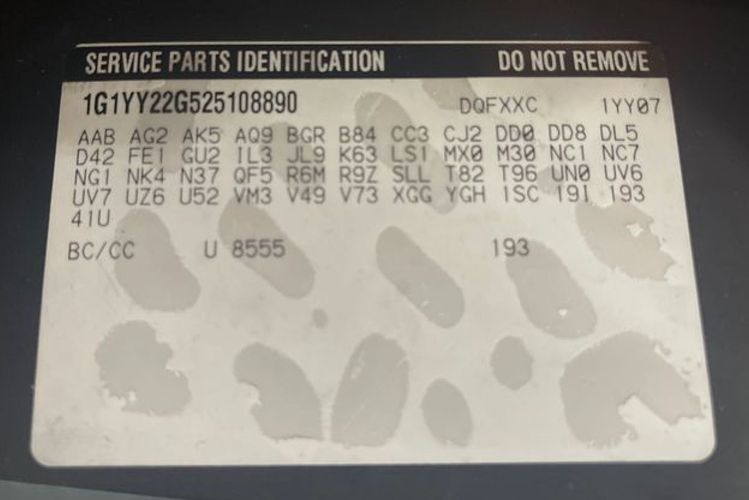 SERVICE PARTS IDENTIFICATION DO NOT REMOVE
1G1YY22G525108890 DQFXXC 1YY07
AAB AG2 AK5 AQ9 BGR B84 CC3 CJ2 DD0 DD8 DL5
D42 FE1 GU2 IL3 JL9 K63 LS1 MX0 M30 NC1 NC7
NG1 NK4 N37 QF5 R6M R9Z SLL T82 T96 UN0 UV6
UV7 UZ6 U52 VM3 V49 V73 XGG YGH 1SC 19I 193
41U
BC/CC U 8555 193